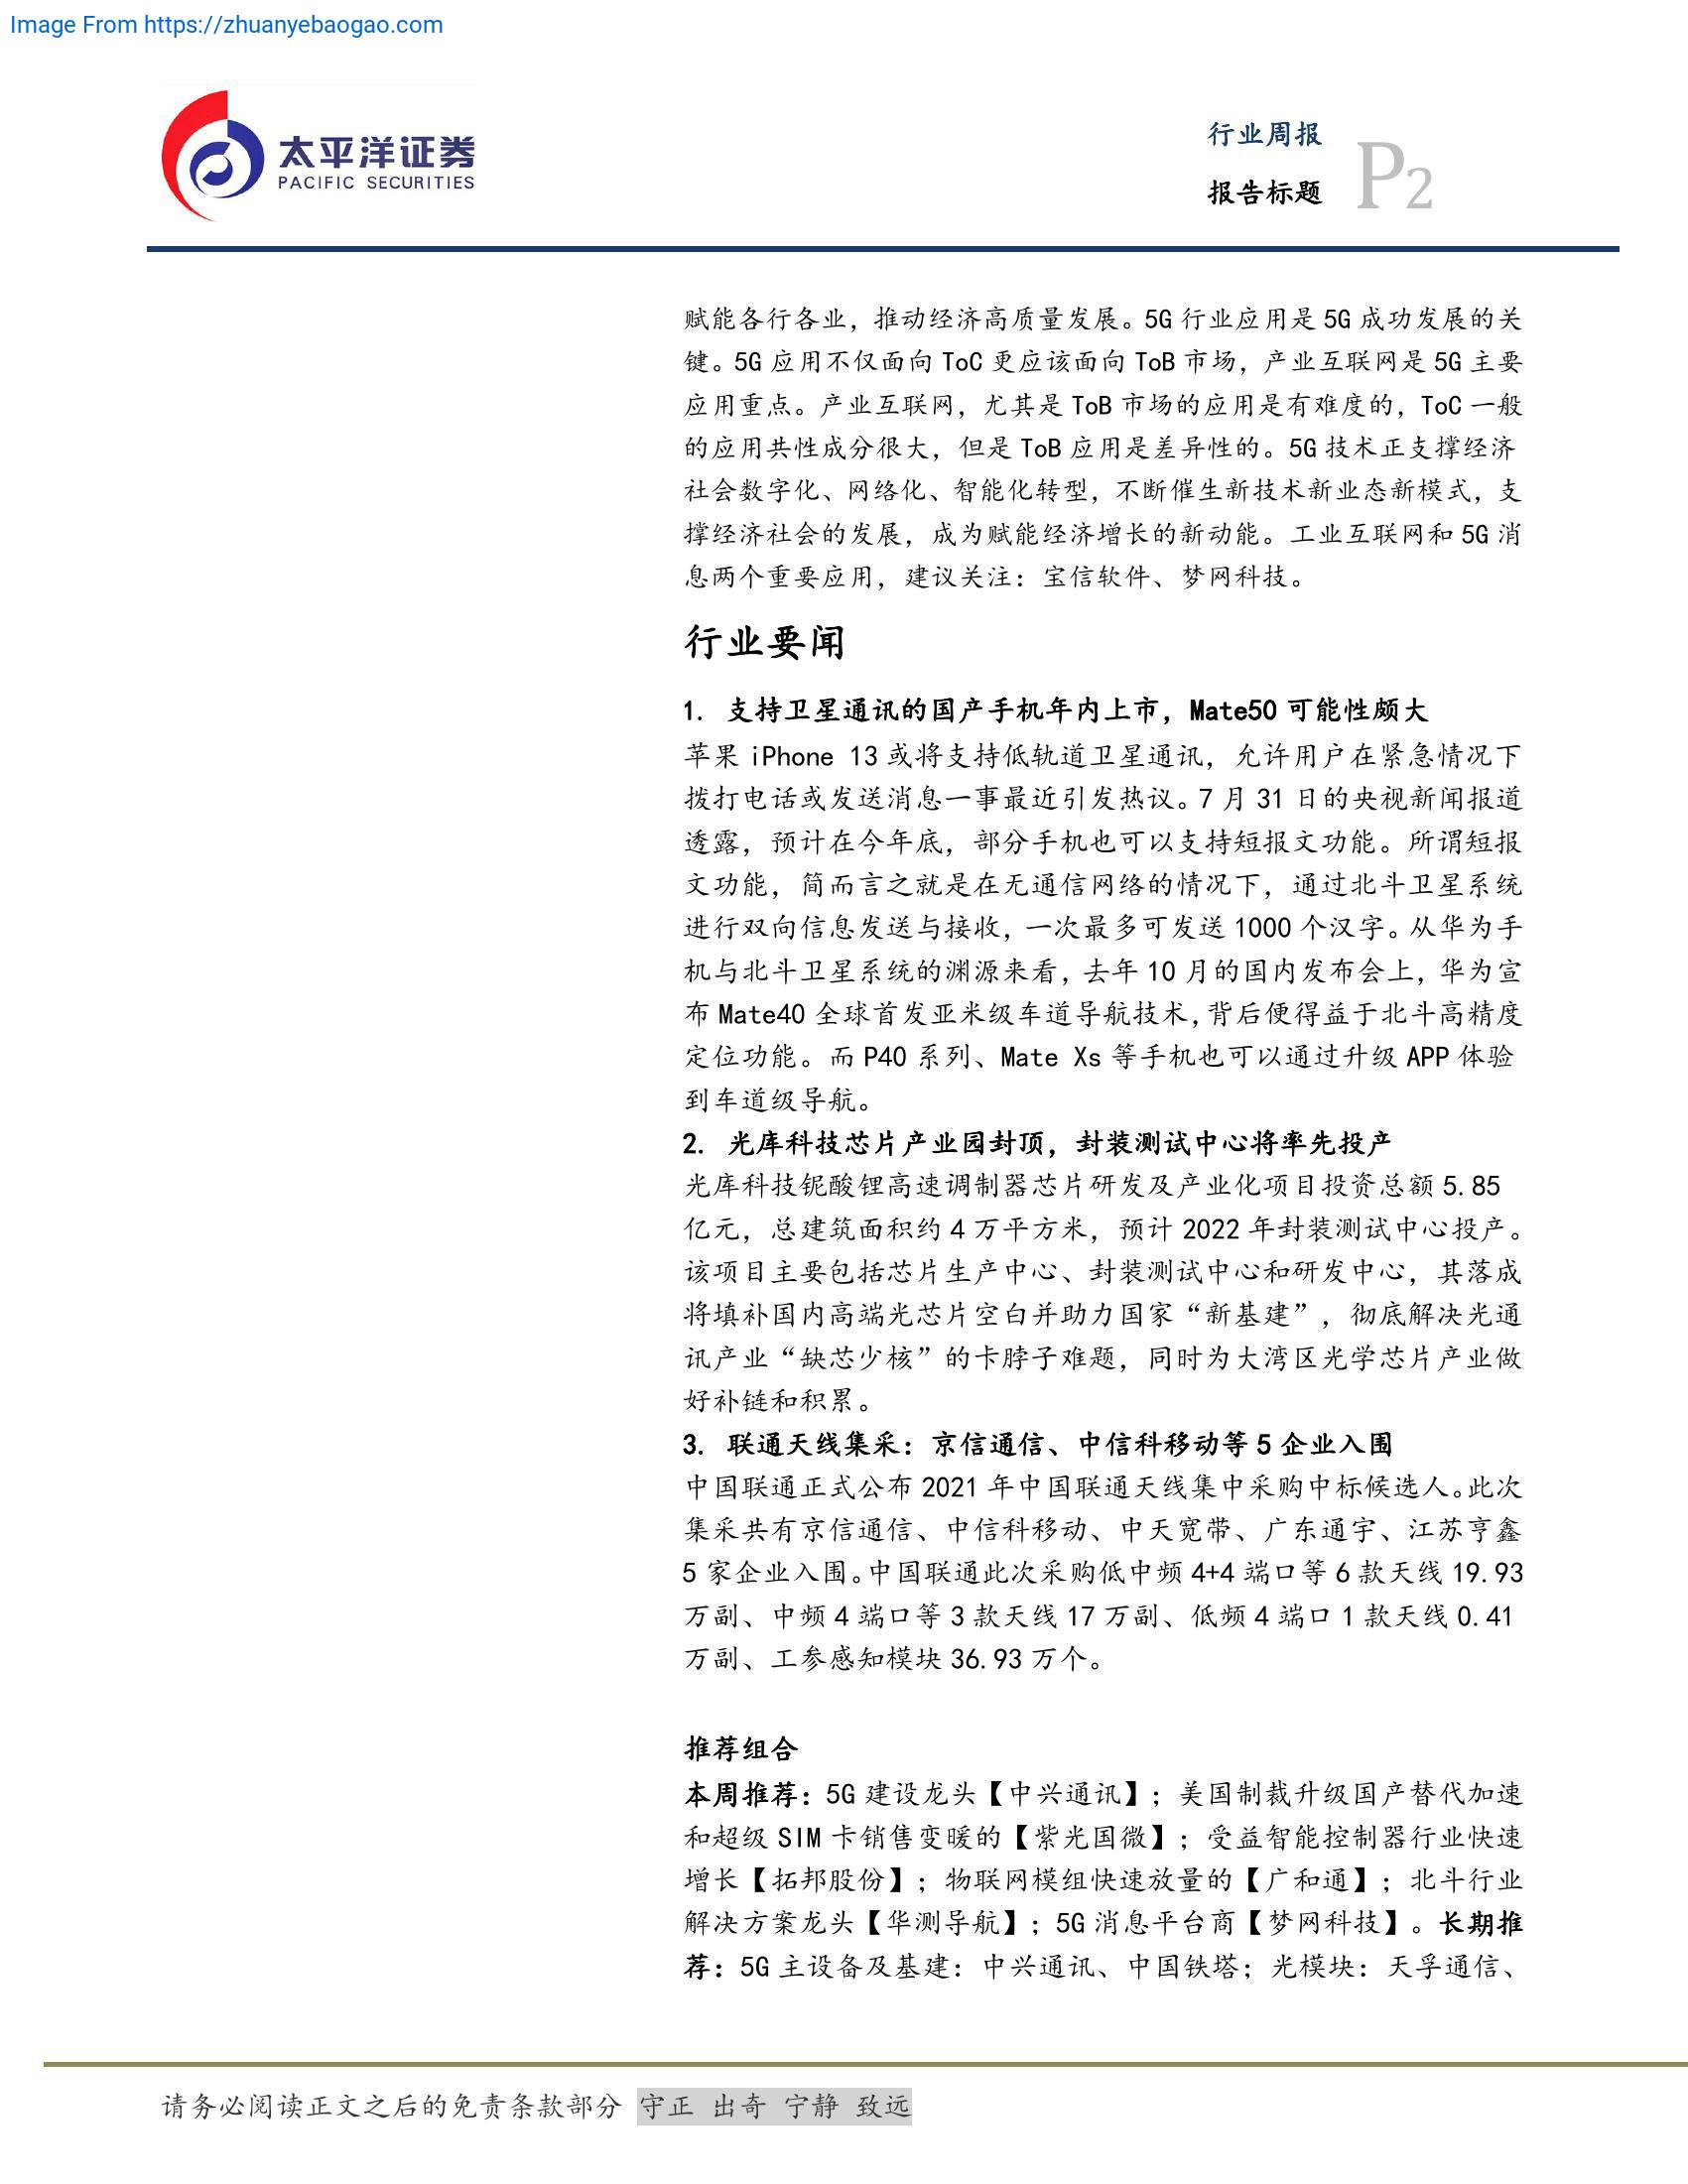 Image From https://zhuanyebaogao.com
太平洋证券
PACIFIC SECURITIES
行业周报
报告标题
P2
赋能各行各业，推动经济高质量发展。5G 行业应用是 5G 成功发展的关
键。5G 应用不仅面向 ToC 更应该面向 ToB 市场，产业互联网是 5G 主要
应用重点。产业互联网，尤其是 ToB 市场的应用是有难度的，ToC 一般
的应用共性成分很大，但是 ToB 应用是差异性的。5G 技术正支撑经济
社会数字化、网络化、智能化转型，不断催生新技术新业态新模式，支
撑经济社会的发展，成为赋能经济增长的新动能。工业互联网和 5G 消
息两个重要应用，建议关注：宝信软件、梦网科技。
行业要闻
1. 支持卫星通讯的国产手机年内上市，Mate50 可能性颇大
苹果 iPhone 13 或将支持低轨道卫星通讯，允许用户在紧急情况下
拨打电话或发送消息一事最近引发热议。7 月 31 日的央视新闻报道
透露，预计在今年底，部分手机也可以支持短报文功能。所谓短报
文功能，简而言之就是在无通信网络的情况下，通过北斗卫星系统
进行双向信息发送与接收，一次最多可发送 1000 个汉字。从华为手
机与北斗卫星系统的渊源来看，去年 10 月的国内发布会上，华为宣
布 Mate40 全球首发亚米级车道导航技术，背后便得益于北斗高精度
定位功能。而 P40 系列、Mate Xs 等手机也可以通过升级 APP 体验
到车道级导航。
2. 光库科技芯片产业园封顶，封装测试中心将率先投产
光库科技铌酸锂高速调制器芯片研发及产业化项目投资总额 5.85
亿元，总建筑面积约 4 万平方米，预计 2022 年封装测试中心投产。
该项目主要包括芯片生产中心、封装测试中心和研发中心，其落成
将填补国内高端光芯片空白并助力国家“新基建”，彻底解决光通
讯产业“缺芯少核”的卡脖子难题，同时为大湾区光学芯片产业做
好补链和积累。
3. 联通天线集采：京信通信、中信科移动等 5 企业入围
中国联通正式公布 2021 年中国联通天线集中采购中标候选人。此次
集采共有京信通信、中信科移动、中天宽带、广东通宇、江苏亨鑫
5 家企业入围。中国联通此次采购低中频 4+4 端口等 6 款天线 19.93
万副、中频 4 端口等 3 款天线 17 万副、低频 4 端口 1 款天线 0.41
万副、工参感知模块 36.93 万个。
推荐组合
本周推荐：5G 建设龙头【中兴通讯】；美国制裁升级国产替代加速
和超级 SIM 卡销售变暖的【紫光国微】；受益智能控制器行业快速
增长【拓邦股份】；物联网模组快速放量的【广和通】；北斗行业
解决方案龙头【华测导航】；5G 消息平台商【梦网科技】。长期推
荐：5G 主设备及基建：中兴通讯、中国铁塔；光模块：天孚通信、
请务必阅读正文之后的免责条款部分 守正 出奇 宁静 致远